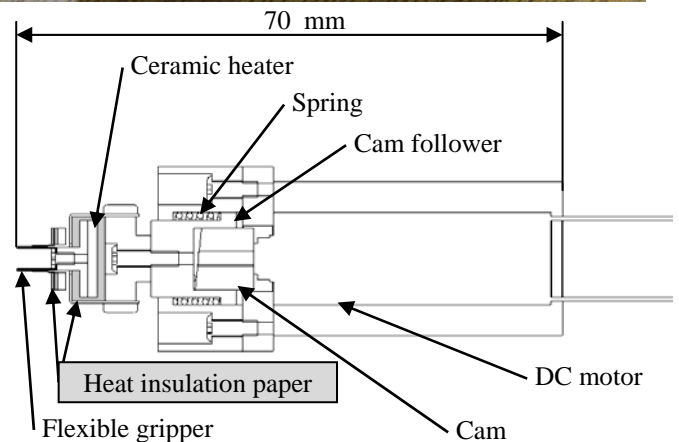 70 mm
Ceramic heater
Spring
Cam follower
Heat insulation paper
DC motor
Flexible gripper
Cam